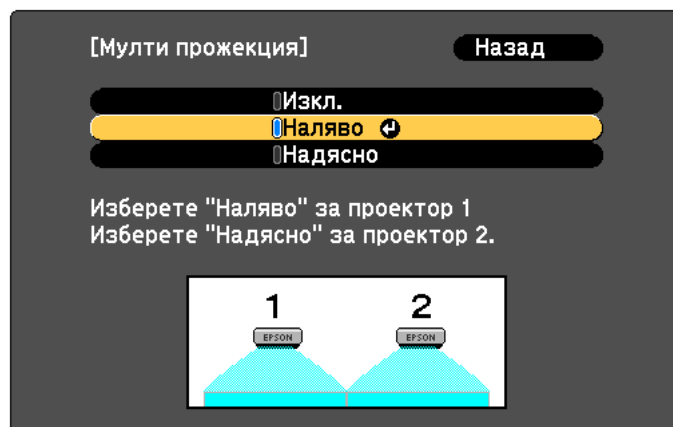 [Мулти прожекция] Назад
Изкл.
Наляво
Надясно
Изберете "Наляво" за проектор 1
Изберете "Надясно" за проектор 2.
1 2
EPSON EPSON